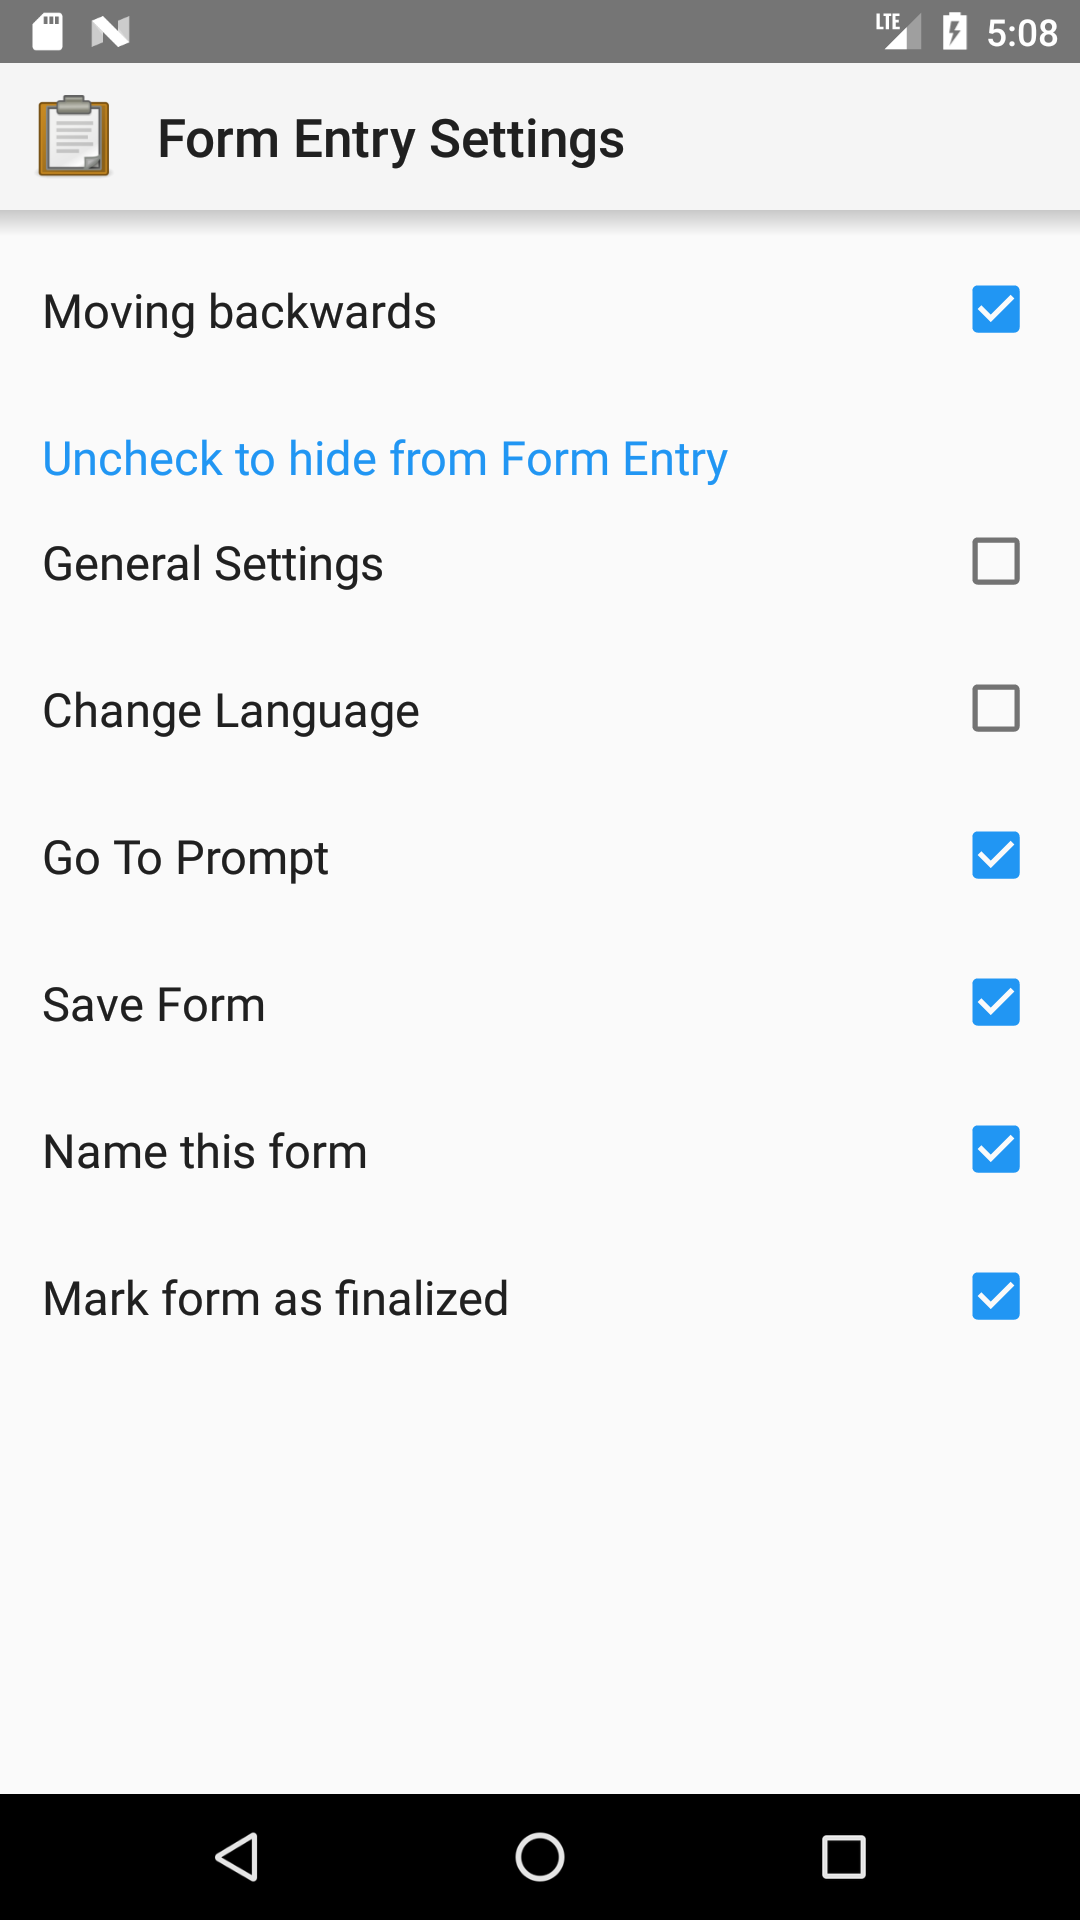 LTE 5:08
Form Entry Settings
Moving backwards
Uncheck to hide from Form Entry
General Settings
Change Language
Go To Prompt
Save Form
Name this form
Mark form as finalized